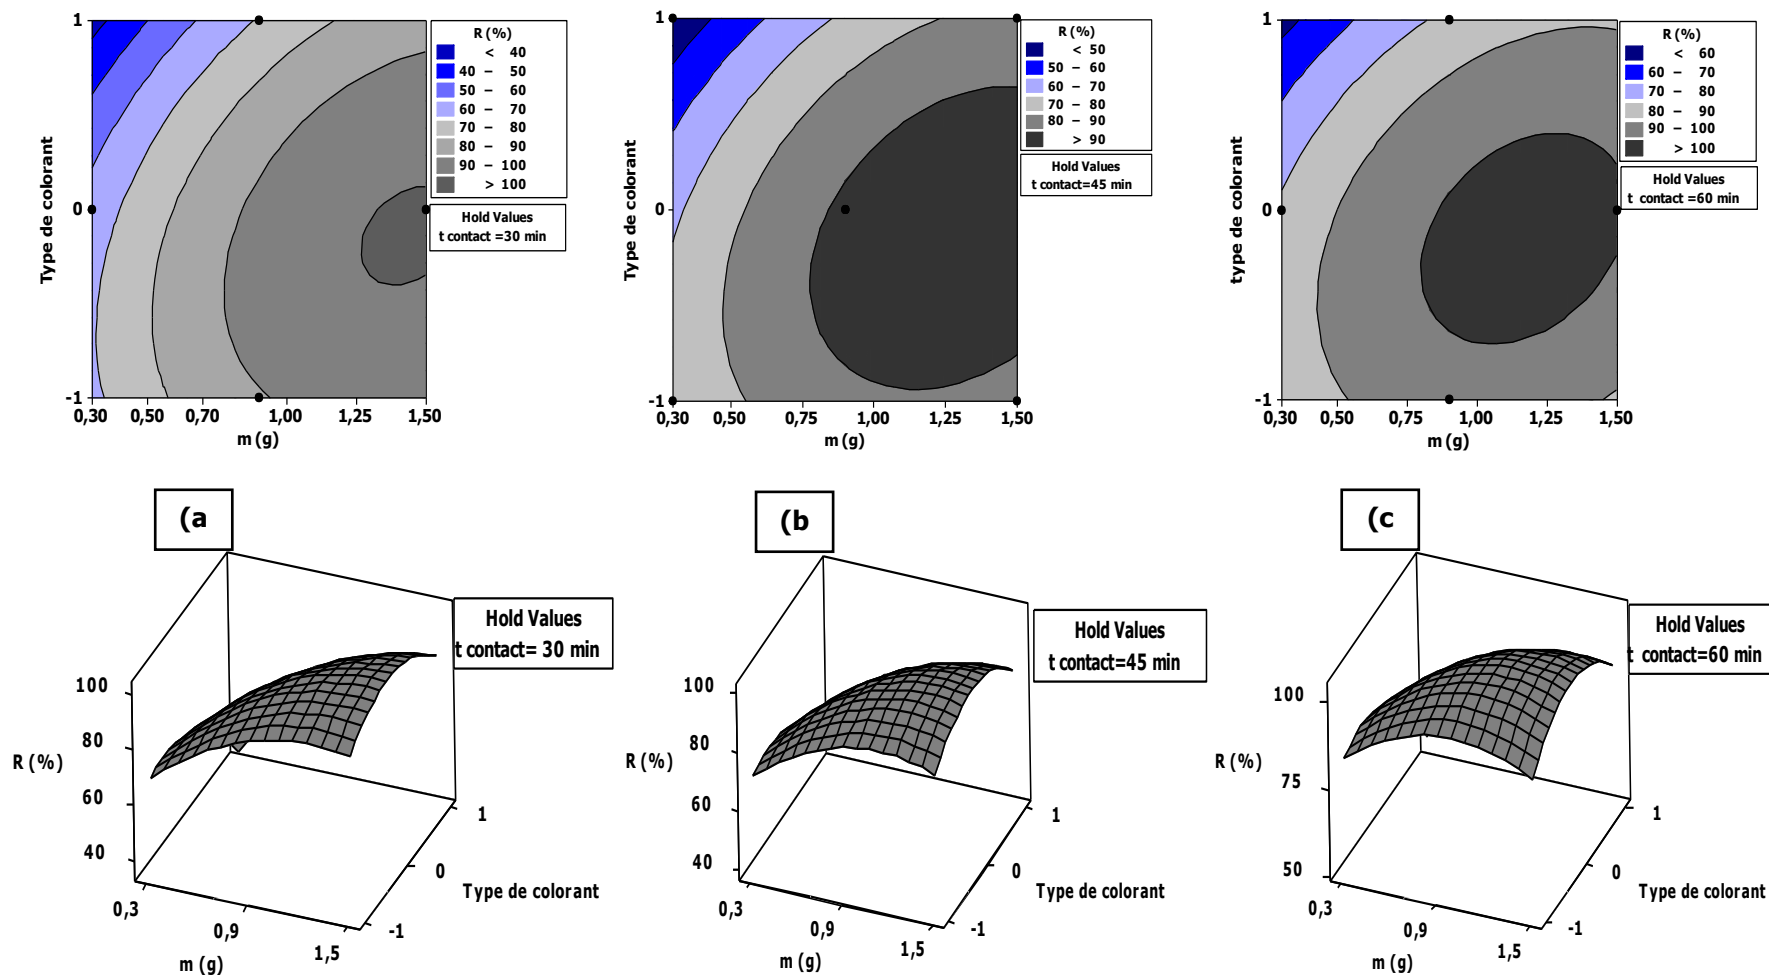 1
0
-1
Type de colorant
0,30
0,50
0,70
1,00
1,25
1,50
m (g)
R (%)
< 40
40 – 50
50 – 60
60 – 70
70 – 80
80 – 90
90 – 100
> 100
Hold Values
t contact =30 min
1
0
-1
Type de colorant
0,30
0,50
0,75
1,00
1,25
1,50
m (g)
R (%)
< 50
50 – 60
60 – 70
70 – 80
80 – 90
> 90
Hold Values
t contact=45 min
1
0
-1
type de colorant
0,30
0,50
0,75
1,00
1,25
1,50
m (g)
R (%)
< 60
60 – 70
70 – 80
80 – 90
90 – 100
> 100
Hold Values
t contact =60 min
(a
Hold Values
t contact= 30 min
100
80
60
40
R (%)
0,3
0,9
1,5
m (g)
1
0
-1
Type de colorant
(b
Hold Values
t contact=45 min
100
80
60
40
R (%)
0,3
0,9
1,5
m (g)
1
0
-1
Type de colorant
(c
Hold Values
t contact=60 min
100
75
50
R (%)
0,3
0,9
1,5
m (g)
1
0
-1
Type de colorant